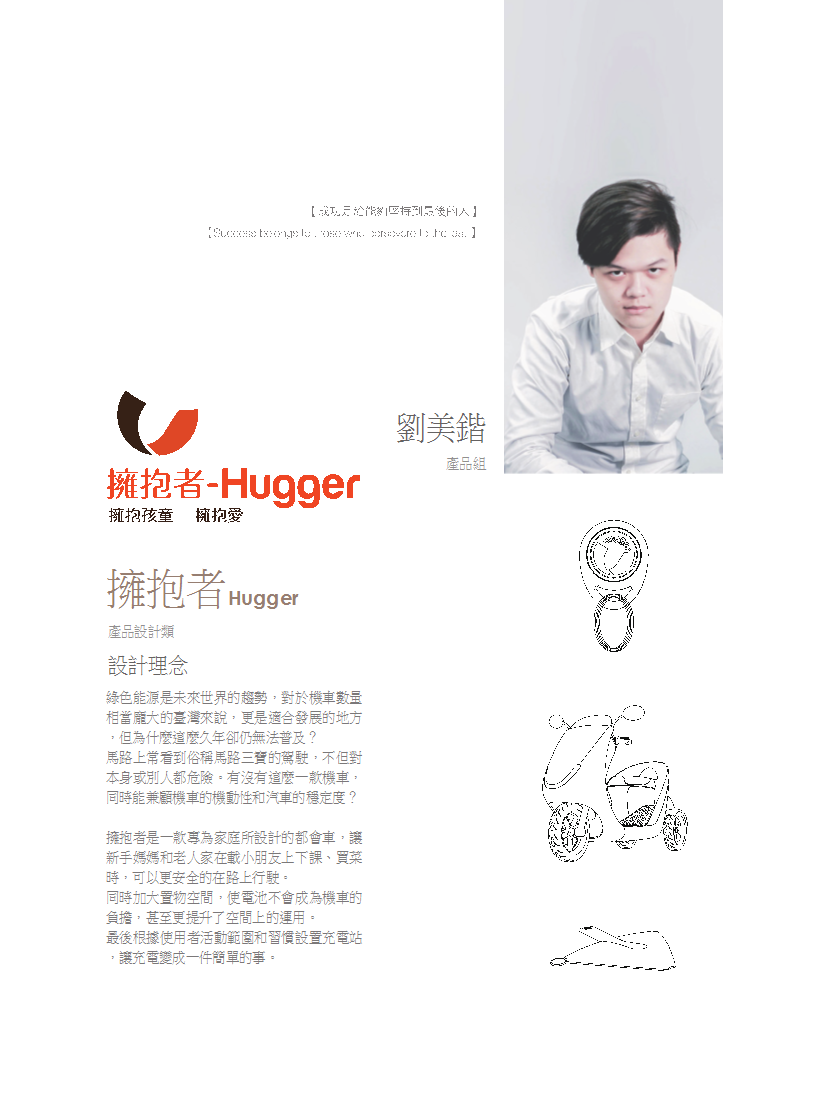 【成功是給能夠堅持到最後的人】
【Success belongs to those who persevere to the last】
劉美鍇
產品組
擁抱者-Hugger
擁抱孩童 擁抱愛
擁抱者 Hugger
產品設計類
設計理念
綠色能源是未來世界的趨勢，對於機車數量
相當龐大的臺灣來說，更是適合發展的地方
，但為什麼這麼久年卻仍無法普及？
馬路上常看到俗稱馬路三寶的駕駛，不但對
本身或別人都危險。有沒有這麼一款機車，
同時能兼顧機車的機動性和汽車的穩定度？
擁抱者是一款專為家庭所設計的都會車，讓
新手媽媽和老人家在載小朋友上下課、買菜
時，可以更安全的在路上行駛。
同時加大置物空間，使電池不會成為機車的
負擔，甚至更提升了空間上的運用。
最後根據使用者活動範圍和習慣設置充電站
，讓充電變成一件簡單的事。